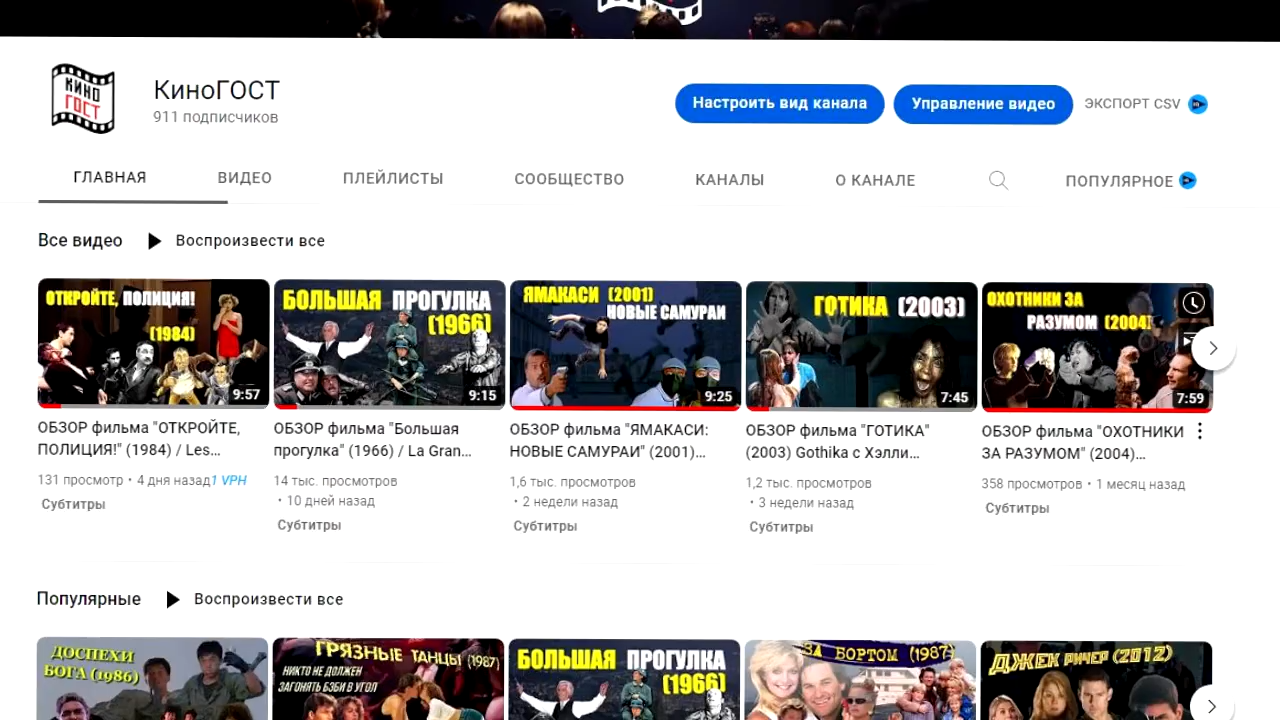 КИНО
ГОСТ
КиноГОСТ
911 подписчиков
Настроить вид канала
Управление видео
ЭКСПОРТ CSV
ГЛАВНАЯ
ВИДЕО
ПЛЕЙЛИСТЫ
СООБЩЕСТВО
КАНАЛЫ
О КАНАЛЕ
ПОПУЛЯРНОЕ
Все видео
Воспроизвести все
ОТКРОЙТЕ, ПОЛИЦИЯ!
(1984)
9:57
БОЛЬШАЯ ПРОГУЛКА
(1966)
9:15
ЯМАКАСИ (2001)
НОВЫЕ САМУРАИ
9:25
ГОТИКА (2003)
7:45
ОХОТНИКИ ЗА
РАЗУМОМ (2004)
7:59
ОБЗОР фильма "ОТКРОЙТЕ,
ПОЛИЦИЯ!" (1984) / Les...
131 просмотр • 4 дня назад1 VPH
Субтитры
ОБЗОР фильма "Большая
прогулка" (1966) / La Gran...
14 тыс. просмотров
• 10 дней назад
Субтитры
ОБЗОР фильма "ЯМАКАСИ:
НОВЫЕ САМУРАИ" (2001)...
1,6 тыс. просмотров
• 2 недели назад
Субтитры
ОБЗОР фильма "ГОТИКА"
(2003) Gothika с Хэлли...
1,2 тыс. просмотров
• 3 недели назад
Субтитры
ОБЗОР фильма "ОХОТНИКИ
ЗА РАЗУМОМ" (2004)...
358 просмотров • 1 месяц назад
Субтитры
Популярные
Воспроизвести все
ДОСПЕХИ
БОГА (1986)
ГРЯЗНЫЕ ТАНЦЫ (1987)
НИКТО НЕ ДОЛЖЕН
ЗАГОНЯТЬ БЭБИ В УГОЛ
БОЛЬШАЯ ПРОГУЛКА
(1966)
ЗА БОРТОМ (1987)
ДЖЕК РИЧЕР (2012)